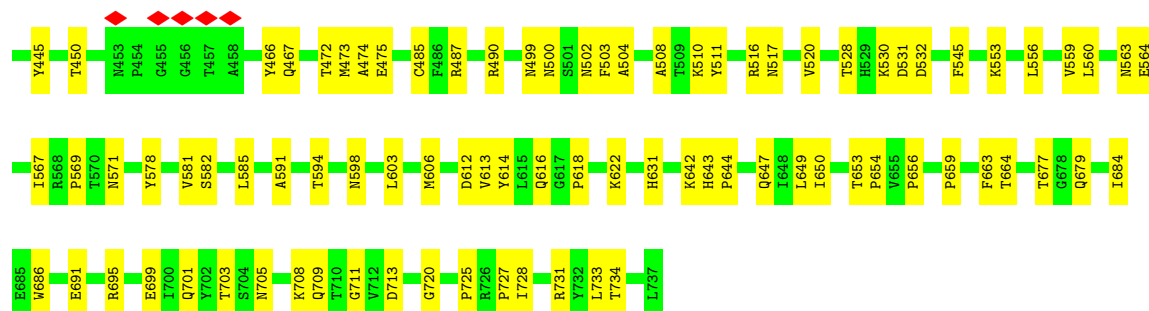 Y445 T450 N453 P454 G455 G456 T457 A458 Y466 Q467 T472 M473 A474 E475 C485 F486 R487 R490 N499 N500 S501 N502 F503 A504 A508 T509 K510 Y511 R516 N517 V520 T528 H529 K530 D531 D532 F545 K553 L556 V559 L560 N563 E564
I567 R568 P569 T570 N571 Y578 V581 S582 L585 A591 T594 N598 L603 M606 D612 V613 Y614 L615 Q616 G617 P618 K622 H631 K642 H643 P644 Q647 I648 L649 I650 T653 P654 V655 P656 P659 F663 T664 T677 G678 Q679 I684
E685 W686 E691 R695 E699 I700 Q701 Y702 T703 S704 N705 K708 Q709 T710 G711 V712 D713 G720 P725 R726 P727 I728 R731 Y732 L733 T734 L737